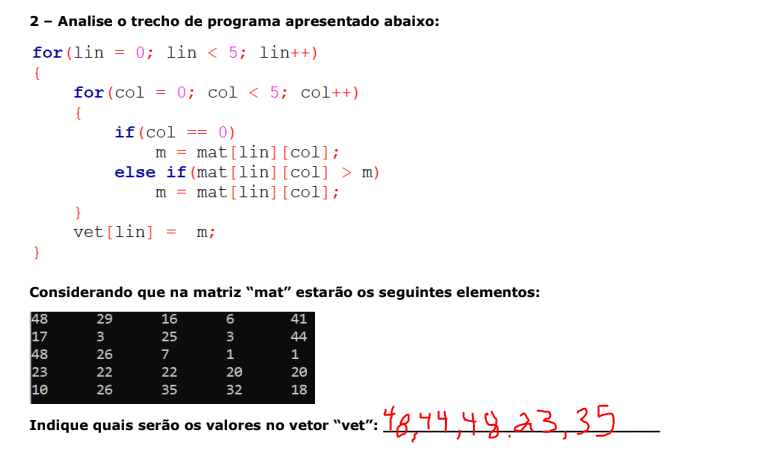 2 – Analise o trecho de programa apresentado abaixo:
for(lin = 0; lin < 5; lin++)
{
for(col = 0; col < 5; col++)
{
if(col == 0)
m = mat[lin][col];
else if(mat[lin][col] > m)
m = mat[lin][col];
}
vet[lin] = m;
}
Considerando que na matriz “mat” estarão os seguintes elementos:
48 29 16 6 41
17 3 25 3 44
48 26 7 1 1
23 22 22 20 20
10 26 35 32 18
Indique quais serão os valores no vetor “vet”: 48,44,48.23,35